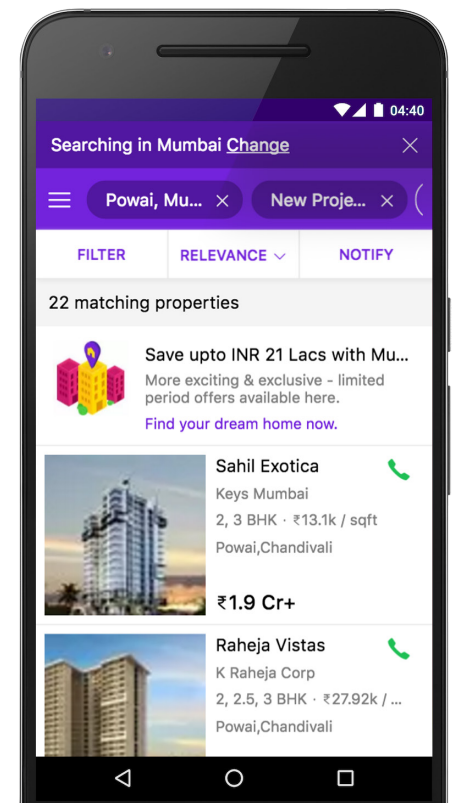 04:40
Searching in Mumbai Change
Powai, Mu... New Proje...
FILTER RELEVANCE NOTIFY
22 matching properties
Save upto INR 21 Lacs with Mu...
More exciting & exclusive - limited
period offers available here.
Find your dream home now.
Sahil Exotica
Keys Mumbai
2, 3 BHK · ₹13.1k / sqft
Powai,Chandivali
₹1.9 Cr+
Raheja Vistas
K Raheja Corp
2, 2.5, 3 BHK · ₹27.92k / ...
Powai,Chandivali